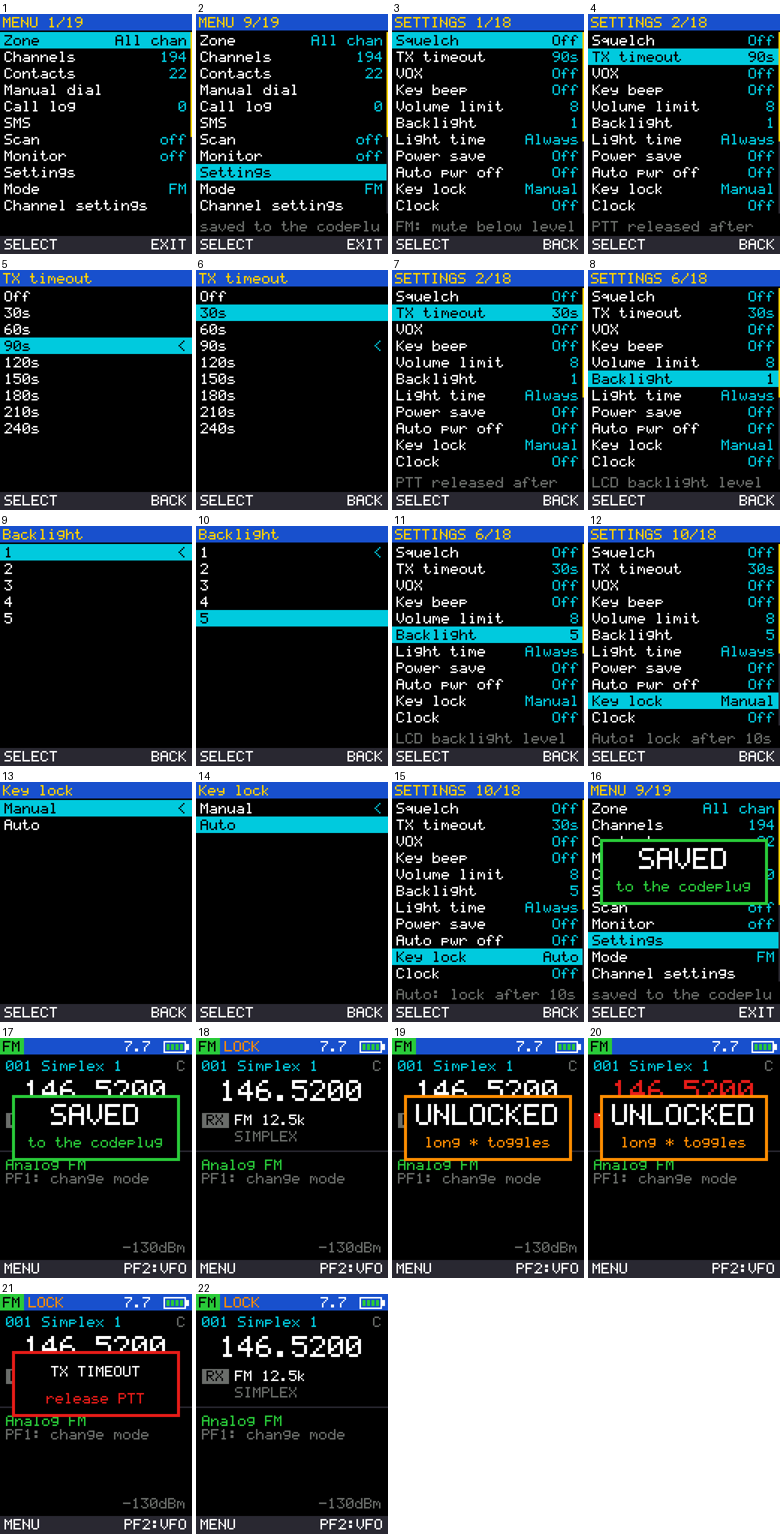 1
MENU 1/19
Zone All chan
Channels 194
Contacts 22
Manual dial
Call log 0
SMS
Scan off
Monitor off
Settings
Mode FM
Channel settings
SELECT EXIT
2
MENU 9/19
Zone All chan
Channels 194
Contacts 22
Manual dial
Call log 0
SMS
Scan off
Monitor off
Settings
Mode FM
Channel settings
saved to the codeplu
SELECT EXIT
3
SETTINGS 1/18
Squelch Off
TX timeout 90s
VOX Off
Key beep Off
Volume limit 8
Backlight 1
Light time Always
Power save Off
Auto pwr off Off
Key lock Manual
Clock Off
FM: mute below level
SELECT BACK
4
SETTINGS 2/18
Squelch Off
TX timeout 90s
VOX Off
Key beep Off
Volume limit 8
Backlight 1
Light time Always
Power save Off
Auto pwr off Off
Key lock Manual
Clock Off
PTT released after
SELECT BACK
5
TX timeout
Off
30s
60s
90s <
120s
150s
180s
210s
240s
SELECT BACK
6
TX timeout
Off
30s
60s
90s <
120s
150s
180s
210s
240s
SELECT BACK
7
SETTINGS 2/18
Squelch Off
TX timeout 30s
VOX Off
Key beep Off
Volume limit 8
Backlight 1
Light time Always
Power save Off
Auto pwr off Off
Key lock Manual
Clock Off
PTT released after
SELECT BACK
8
SETTINGS 6/18
Squelch Off
TX timeout 30s
VOX Off
Key beep Off
Volume limit 8
Backlight 1
Light time Always
Power save Off
Auto pwr off Off
Key lock Manual
Clock Off
LCD backlight level
SELECT BACK
9
Backlight
1 <
2
3
4
5
SELECT BACK
10
Backlight
1 <
2
3
4
5
SELECT BACK
11
SETTINGS 6/18
Squelch Off
TX timeout 30s
VOX Off
Key beep Off
Volume limit 8
Backlight 5
Light time Always
Power save Off
Auto pwr off Off
Key lock Manual
Clock Off
LCD backlight level
SELECT BACK
12
SETTINGS 10/18
Squelch Off
TX timeout 30s
VOX Off
Key beep Off
Volume limit 8
Backlight 5
Light time Always
Power save Off
Auto pwr off Off
Key lock Manual
Clock Off
Auto: lock after 10s
SELECT BACK
13
Key lock
Manual <
Auto
SELECT BACK
14
Key lock
Manual <
Auto
SELECT BACK
15
SETTINGS 10/18
Squelch Off
TX timeout 30s
VOX Off
Key beep Off
Volume limit 8
Backlight 5
Light time Always
Power save Off
Auto pwr off Off
Key lock Auto
Clock Off
Auto: lock after 10s
SELECT BACK
16
MENU 9/19
Zone All chan
Channels 194
SAVED
to the codeplug
Scan off
Monitor off
Settings
Mode FM
Channel settings
saved to the codeplu
SELECT EXIT
17
FM 7.7
001 Simplex 1 C
146.5200
SAVED
to the codeplug
Analog FM
PF1: change mode
-130dBm
MENU PF2:VFO
18
FM LOCK 7.7
001 Simplex 1 C
146.5200
RX FM 12.5k
SIMPLEX
Analog FM
PF1: change mode
-130dBm
MENU PF2:VFO
19
FM 7.7
001 Simplex 1 C
146.5200
UNLOCKED
long * toggles
Analog FM
PF1: change mode
-130dBm
MENU PF2:VFO
20
FM 7.7
001 Simplex 1 C
146.5200
UNLOCKED
long * toggles
Analog FM
PF1: change mode
MENU PF2:VFO
21
FM LOCK 7.7
001 Simplex 1 C
146.5200
TX TIMEOUT
release PTT
Analog FM
PF1: change mode
-130dBm
MENU PF2:VFO
22
FM LOCK 7.7
001 Simplex 1 C
146.5200
RX FM 12.5k
SIMPLEX
Analog FM
PF1: change mode
-130dBm
MENU PF2:VFO